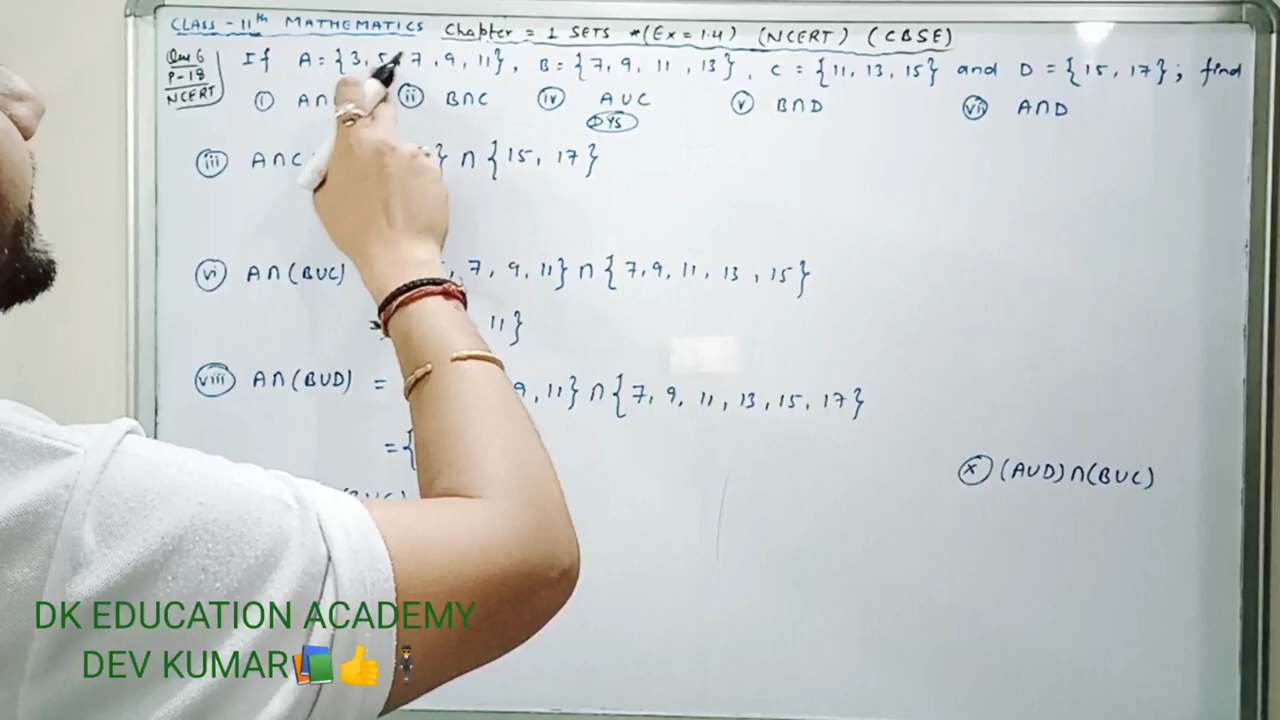 CLASS - 11th MATHEMATICS Chapter = 1 SETS *(Ex = 1.4) (NCERT) (CBSE)
Que 6 P-18 NCERT
If A = {3, 5, 7, 9, 11}, B = {7, 9, 11, 13}, C = {11, 13, 15} and D = {15, 17}; find
(i) A∩ (ii) B∩C (iv) A∪C (v) B∩D (vii) A∩D
DYS
(iii) A∩C } ∩ {15, 17}
(vi) A∩(B∪C) , 7, 9, 11} ∩ {7, 9, 11, 13, 15}
11}
(viii) A∩(B∪D) = 9, 11} ∩ {7, 9, 11, 13, 15, 17}
= {
(x) (A∪D)∩(B∪C)
DK EDUCATION ACADEMY
DEV KUMAR📚👍🕴